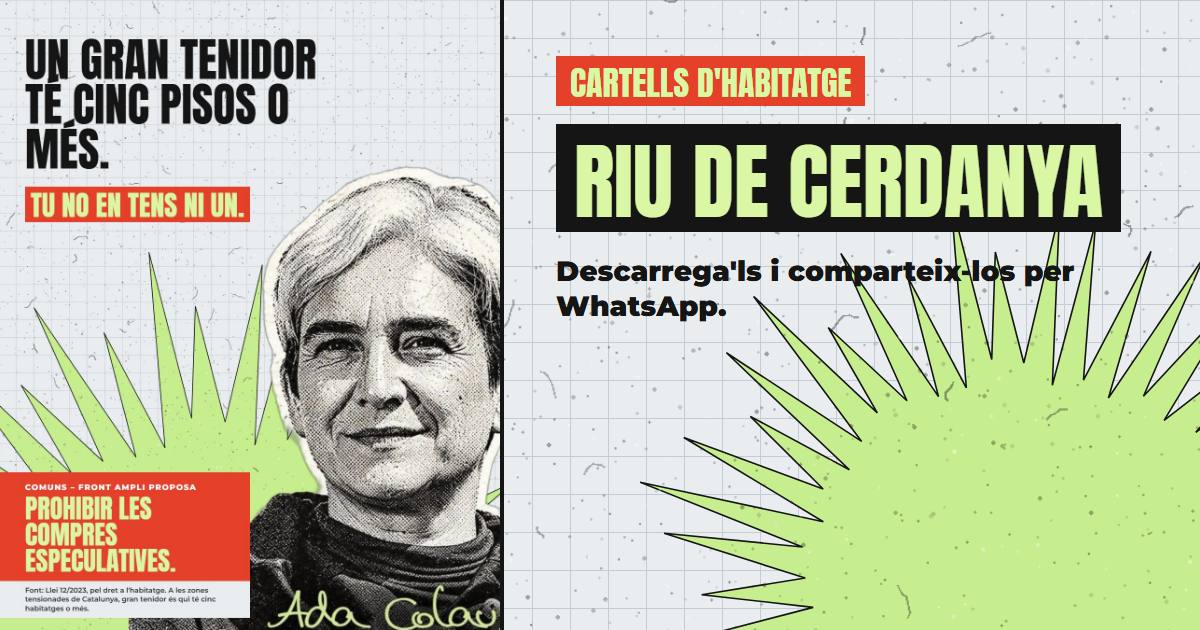 UN GRAN TENIDOR
TÉ CINC PISOS O
MÉS.
TU NO EN TENS NI UN.
COMUNS – FRONT AMPLI PROPOSA
PROHIBIR LES
COMPRES
ESPECULATIVES.
Font: Llei 12/2023, pel dret a l'habitatge. A les zones
tensionades de Catalunya, gran tenidor és qui té cinc
habitatges o més.
Ada Colau
CARTELLS D'HABITATGE
RIU DE CERDANYA
Descarrega'ls i comparteix-los per
WhatsApp.